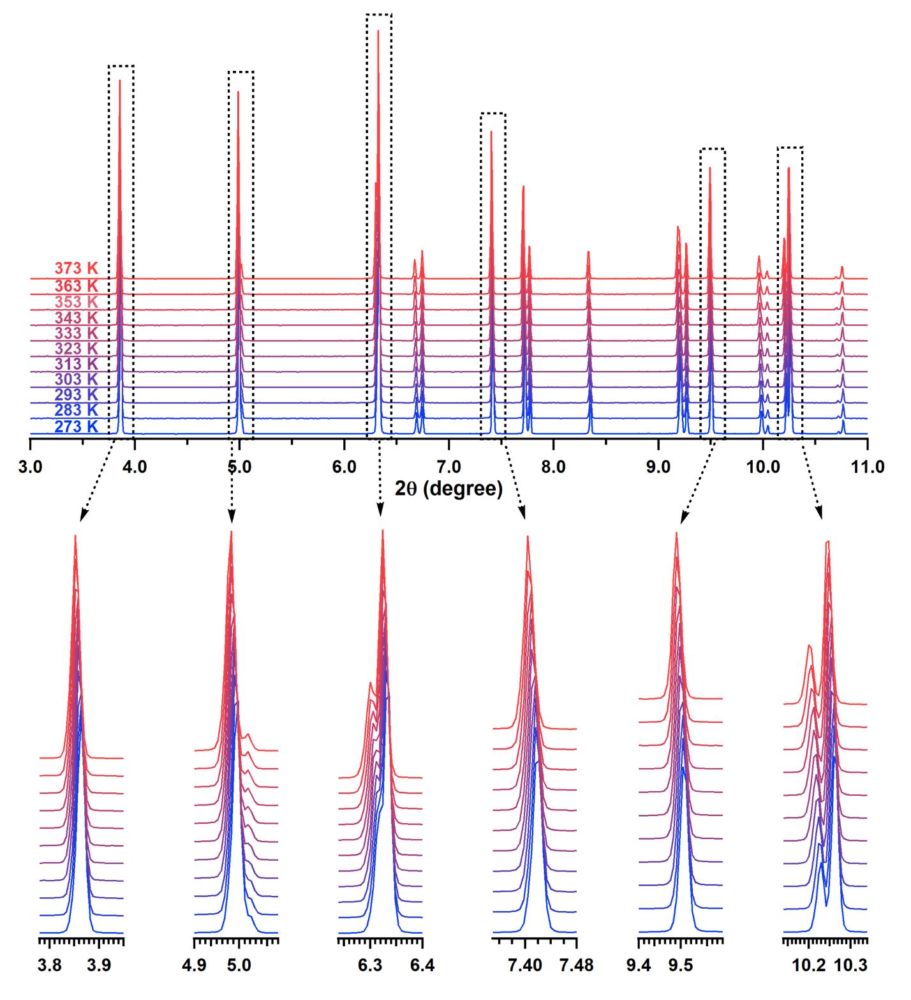 373 K
363 K
353 K
343 K
333 K
323 K
313 K
303 K
293 K
283 K
273 K
3.0 4.0 5.0 6.0 7.0 8.0 9.0 10.0 11.0
2θ (degree)
3.8 3.9 4.9 5.0 6.3 6.4 7.40 7.48 9.4 9.5 10.2 10.3